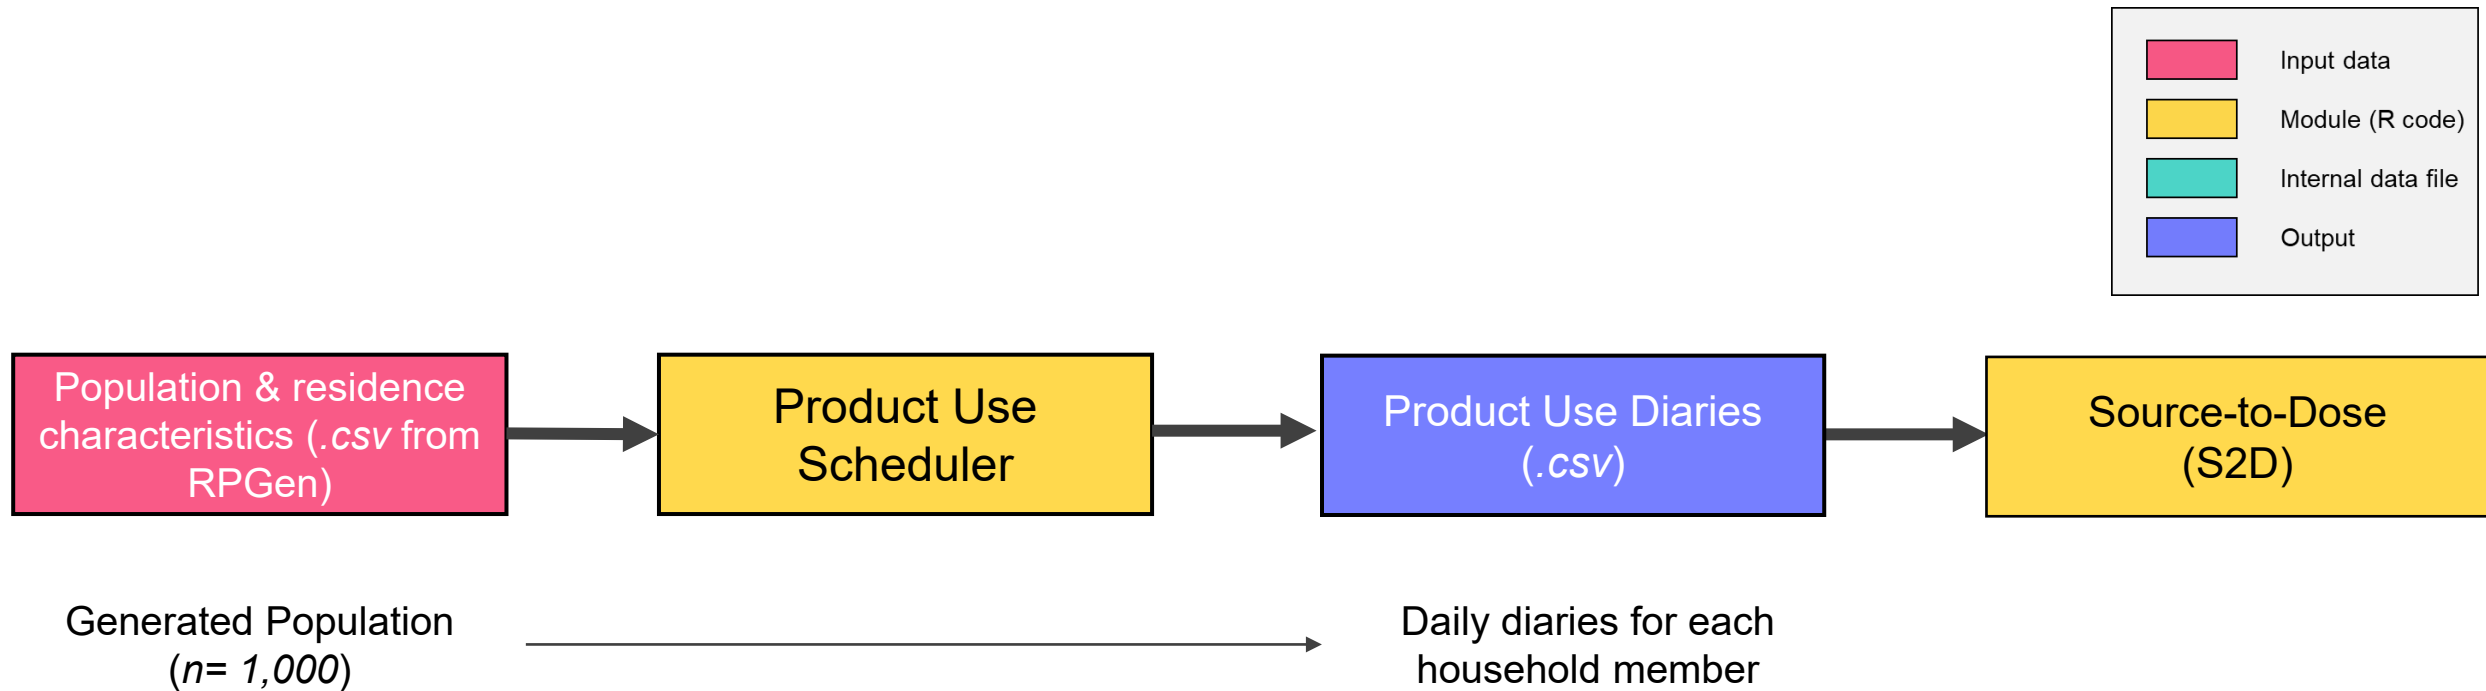 Input data
Module (R code)
Internal data file
Output
Population & residence
characteristics (.csv from
RPGen)
Product Use
Scheduler
Product Use Diaries
(.csv)
Source-to-Dose
(S2D)
Generated Population
(n= 1,000)
Daily diaries for each
household member